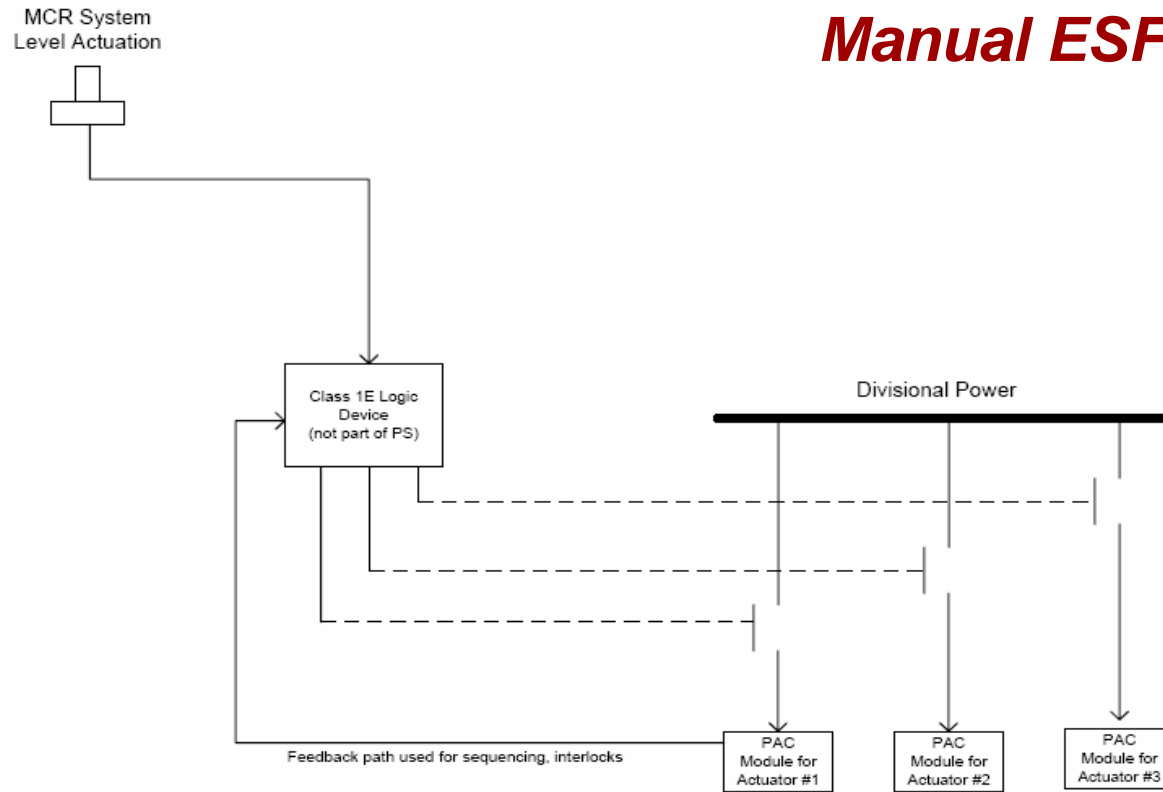 Manual ESF
MCR System
Level Actuation
Class 1E Logic
Device
(not part of PS)
Divisional Power
Feedback path used for sequencing, interlocks
PAC
Module for
Actuator #1
PAC
Module for
Actuator #2
PAC
Module for
Actuator #3